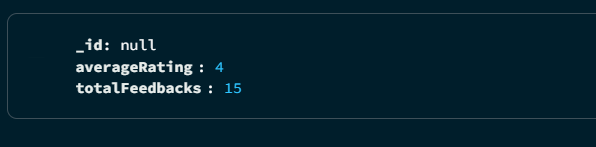 _id: null
averageRating : 4
totalFeedbacks : 15